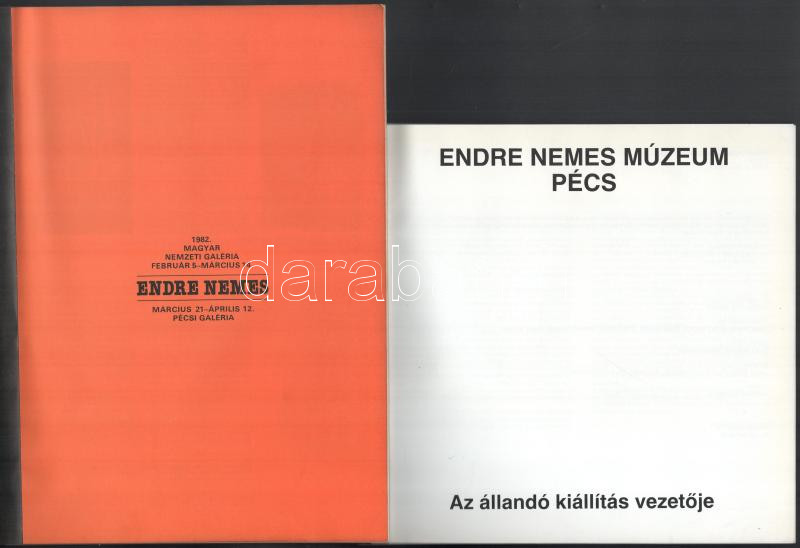 1982.
MAGYAR
NEMZETI GALÉRIA
FEBRUÁR 5–MÁRCIUS 14.
ENDRE NEMES
MÁRCIUS 21–ÁPRILIS 12.
PÉCSI GALÉRIA
ENDRE NEMES MÚZEUM
PÉCS
Az állandó kiállítás vezetője
darab